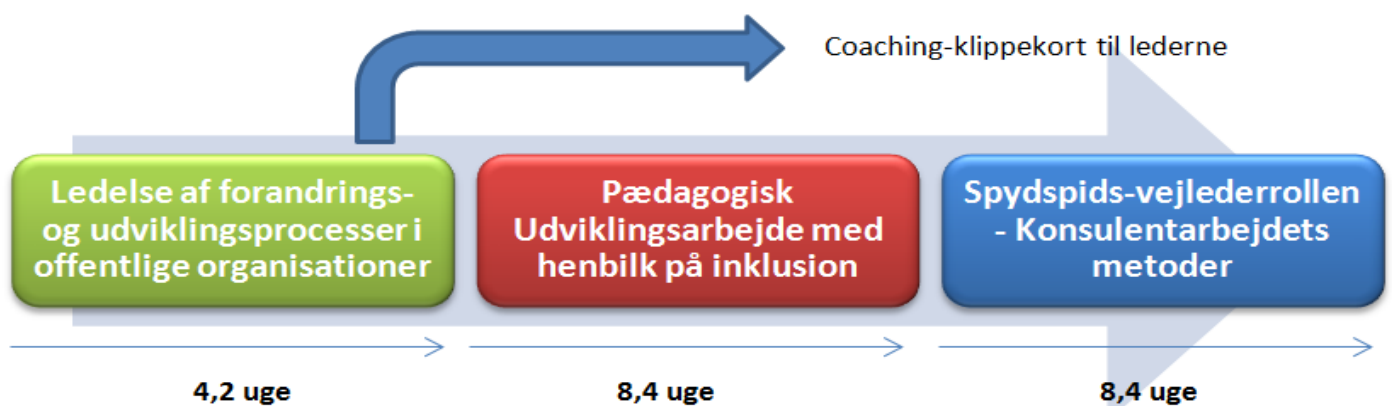 Coaching-klippekort til lederne
Ledelse af forandrings-
og udviklingsprocesser i
offentlige organisationer
Pædagogisk
Udviklingsarbejde med
henbilk på inklusion
Spydspids-vejlederrollen
- Konsulentarbejdets
metoder
4,2 uge
8,4 uge
8,4 uge